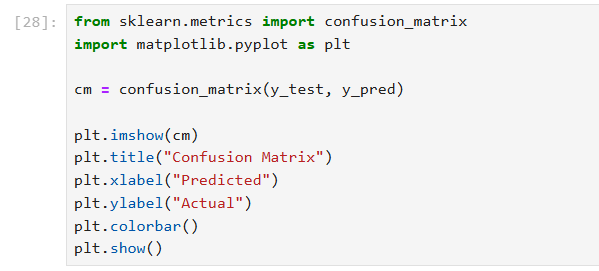 [28]: from sklearn.metrics import confusion_matrix
import matplotlib.pyplot as plt
cm = confusion_matrix(y_test, y_pred)
plt.imshow(cm)
plt.title("Confusion Matrix")
plt.xlabel("Predicted")
plt.ylabel("Actual")
plt.colorbar()
plt.show()